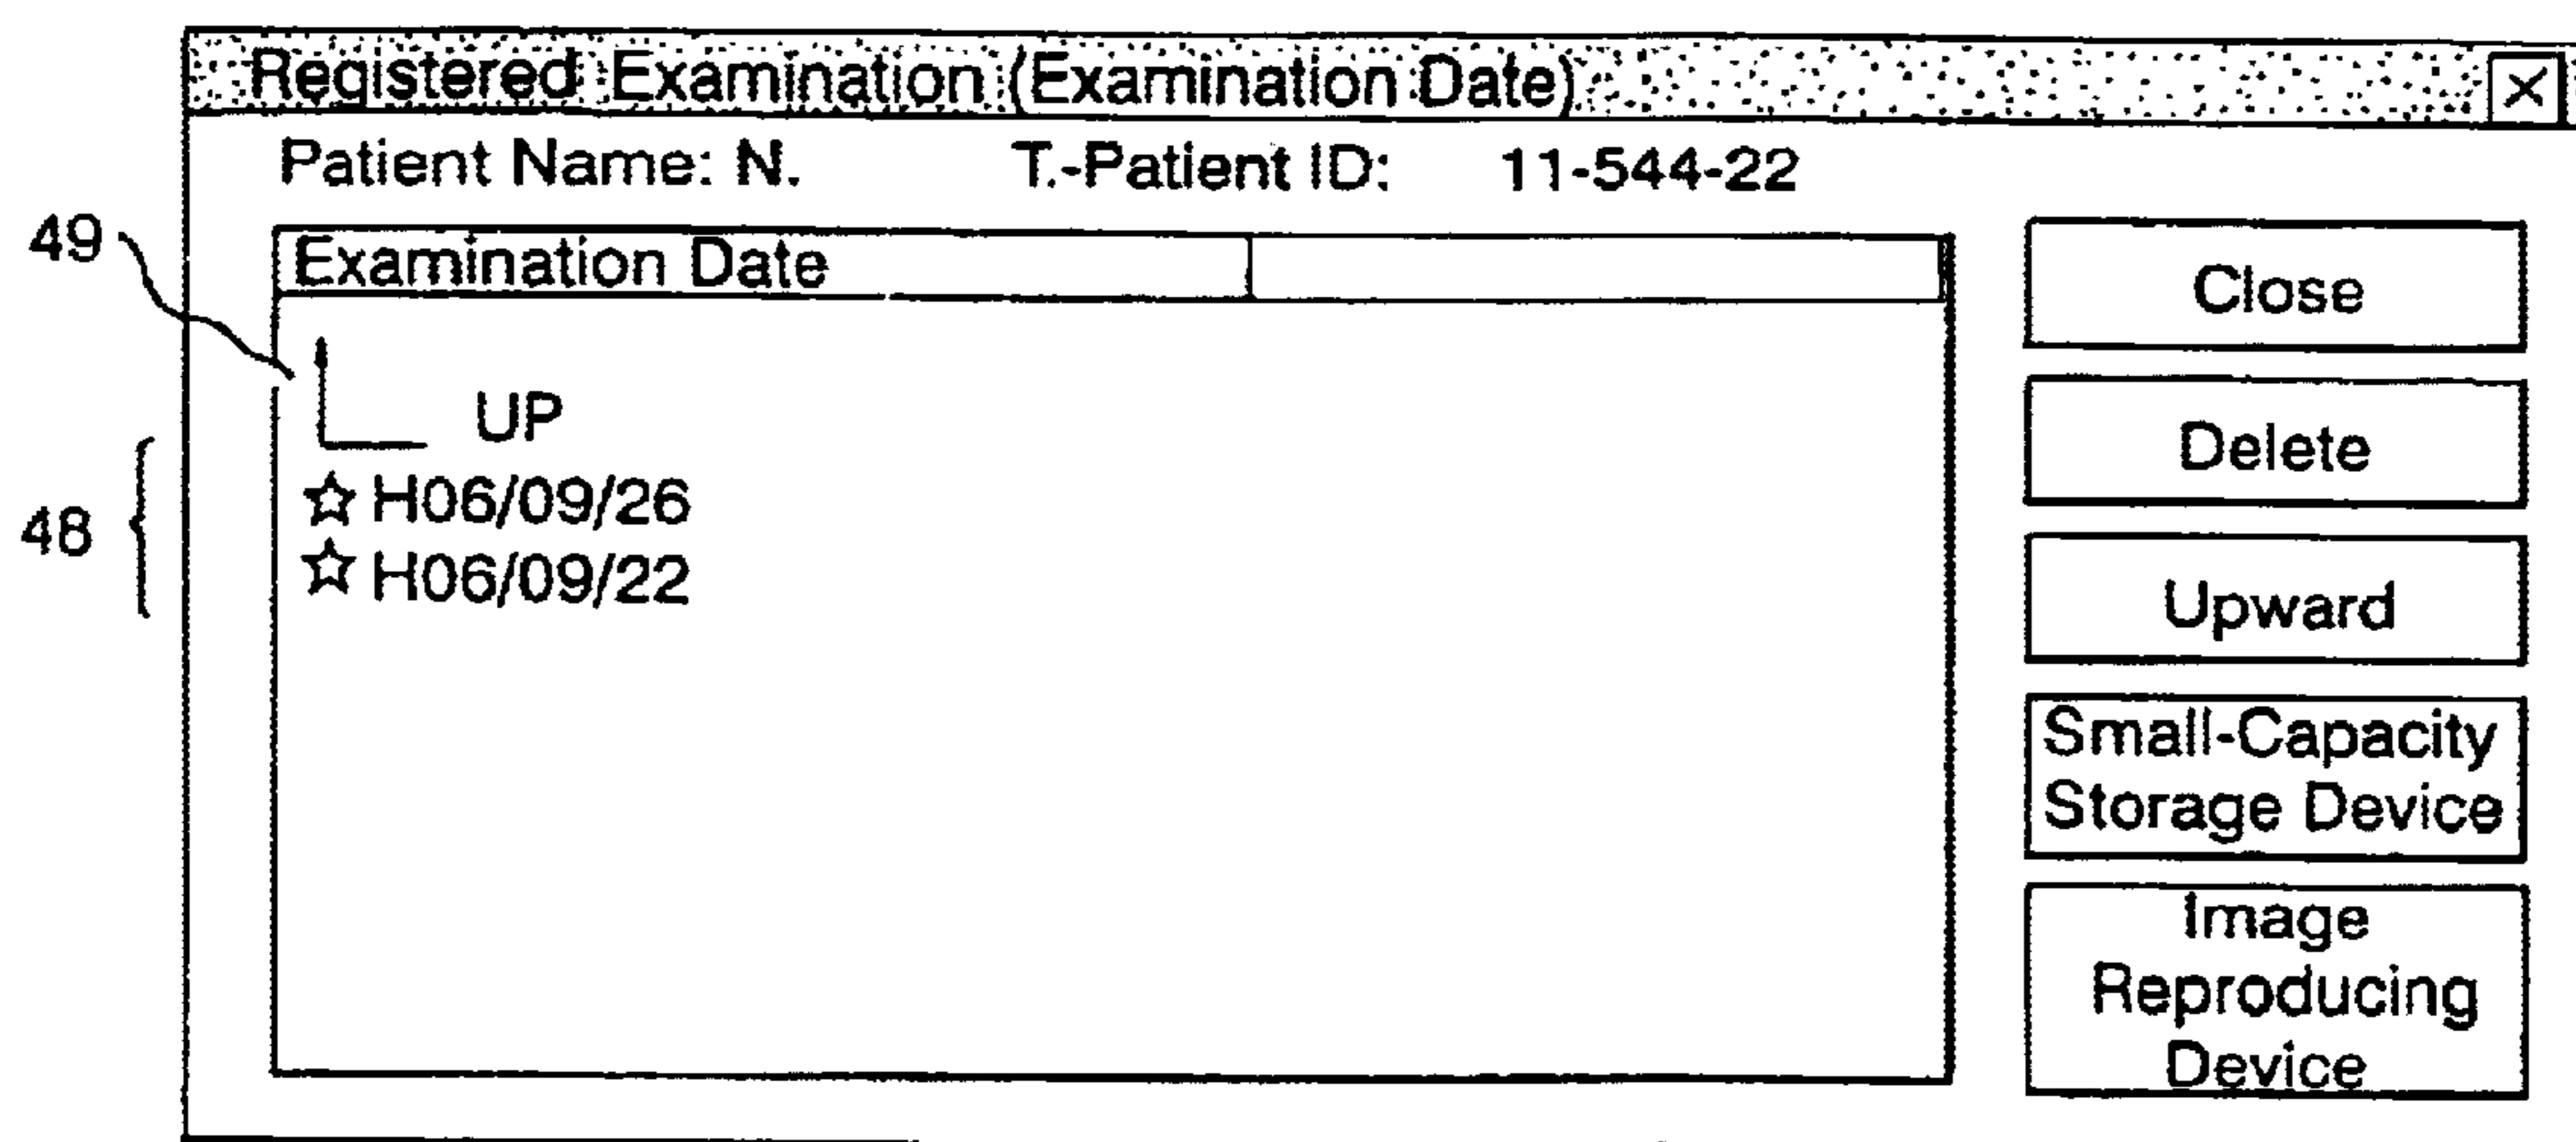 Registered Examination (Examination Date)
Patient Name: N. T.-Patient ID: 11-544-22
49
Examination Date
UP
48
☆ H06/09/26
☆ H06/09/22
Close
Delete
Upward
Small-Capacity
Storage Device
Image
Reproducing
Device